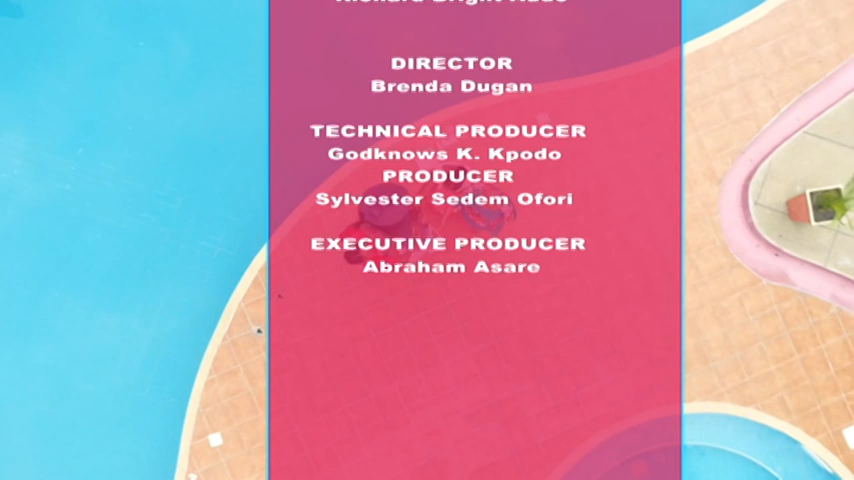 DIRECTOR
Brenda Dugan
TECHNICAL PRODUCER
Godknows K. Kpodo
PRODUCER
Sylvester Sedem Ofori
EXECUTIVE PRODUCER
Abraham Asare